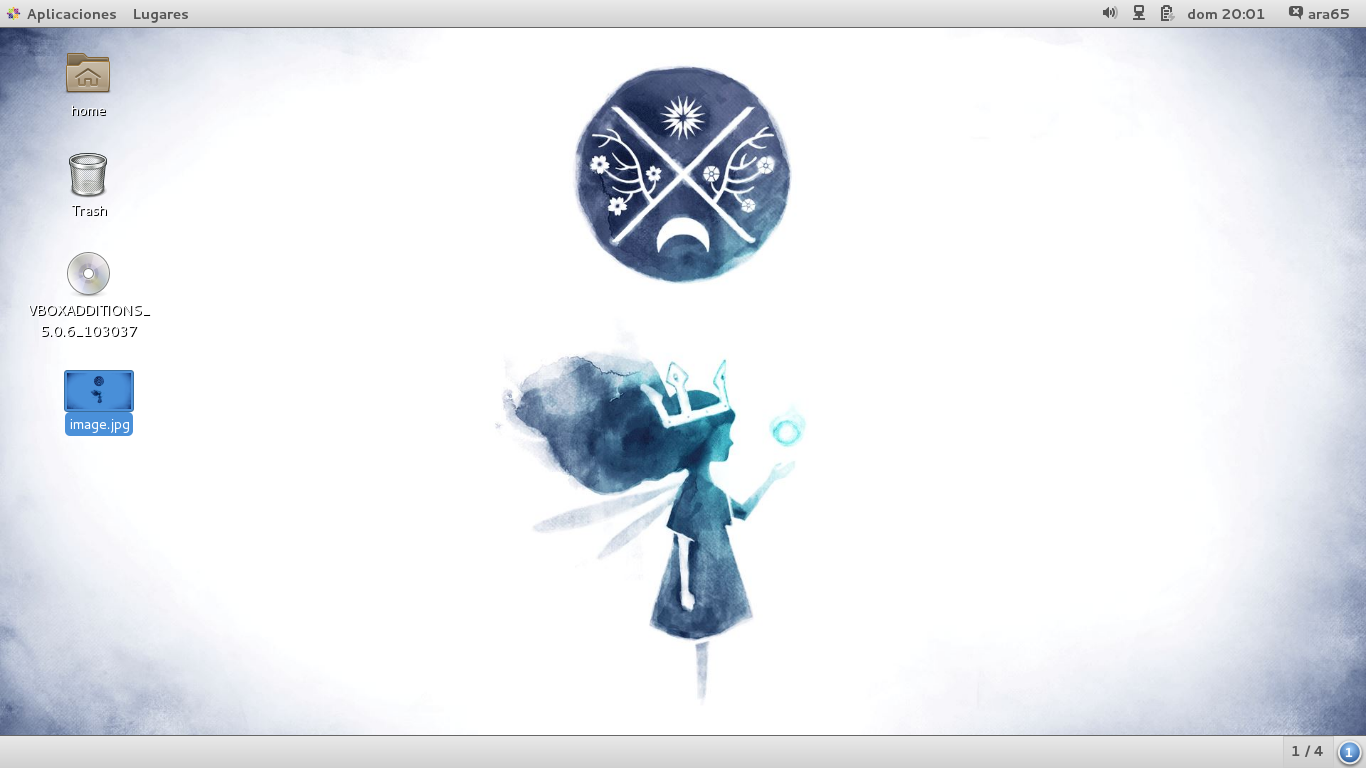 Aplicaciones Lugares dom 20:01 ara65
home
Trash
VBOXADDITIONS_
5.0.6_103037
image.jpg
1 / 4 1